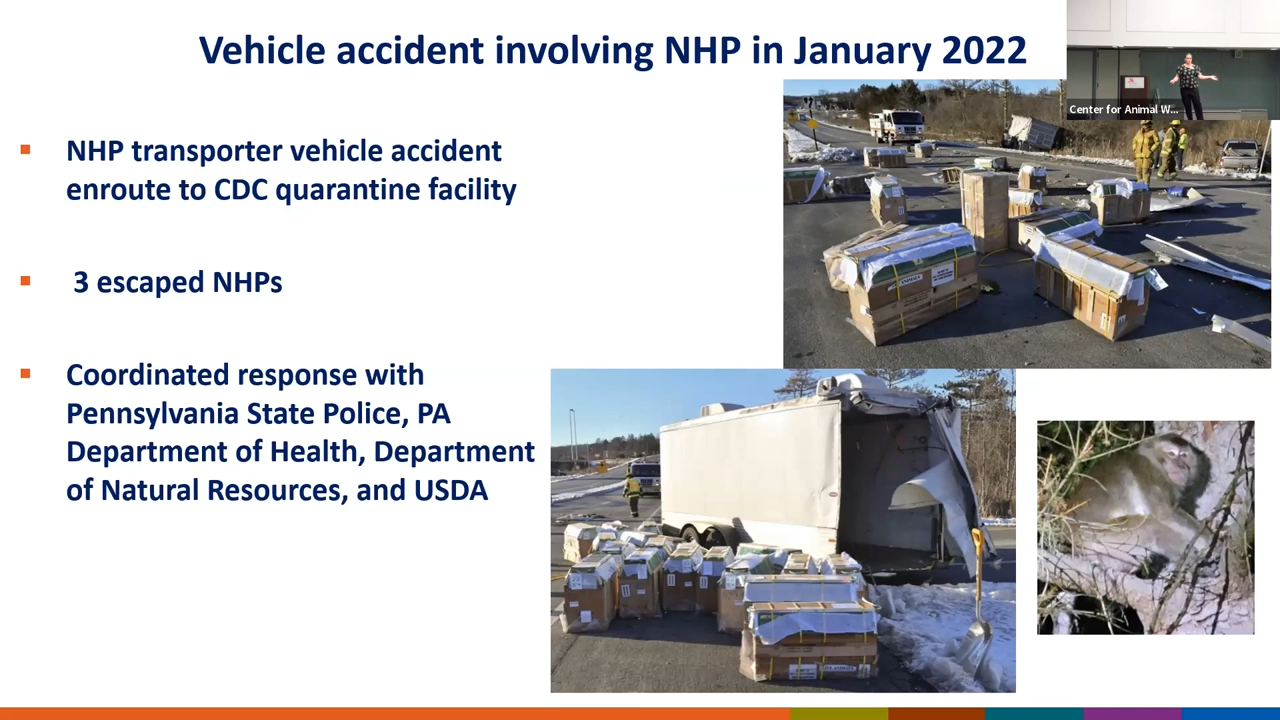 Vehicle accident involving NHP in January 2022
Center for Animal W...
NHP transporter vehicle accident
enroute to CDC quarantine facility
3 escaped NHPs
Coordinated response with
Pennsylvania State Police, PA
Department of Health, Department
of Natural Resources, and USDA